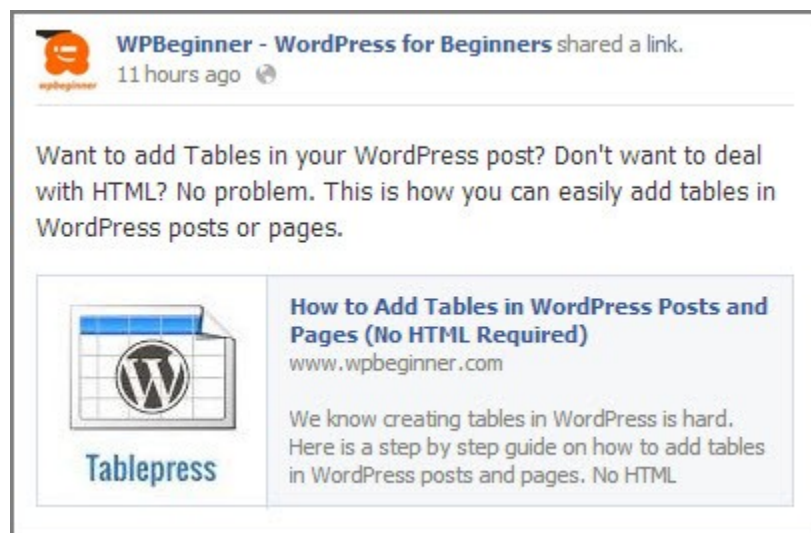 wpbeginner
WPBeginner - WordPress for Beginners shared a link.
11 hours ago
Want to add Tables in your WordPress post? Don't want to deal
with HTML? No problem. This is how you can easily add tables in
WordPress posts or pages.
Tablepress
How to Add Tables in WordPress Posts and
Pages (No HTML Required)
www.wpbeginner.com
We know creating tables in WordPress is hard.
Here is a step by step guide on how to add tables
in WordPress posts and pages. No HTML